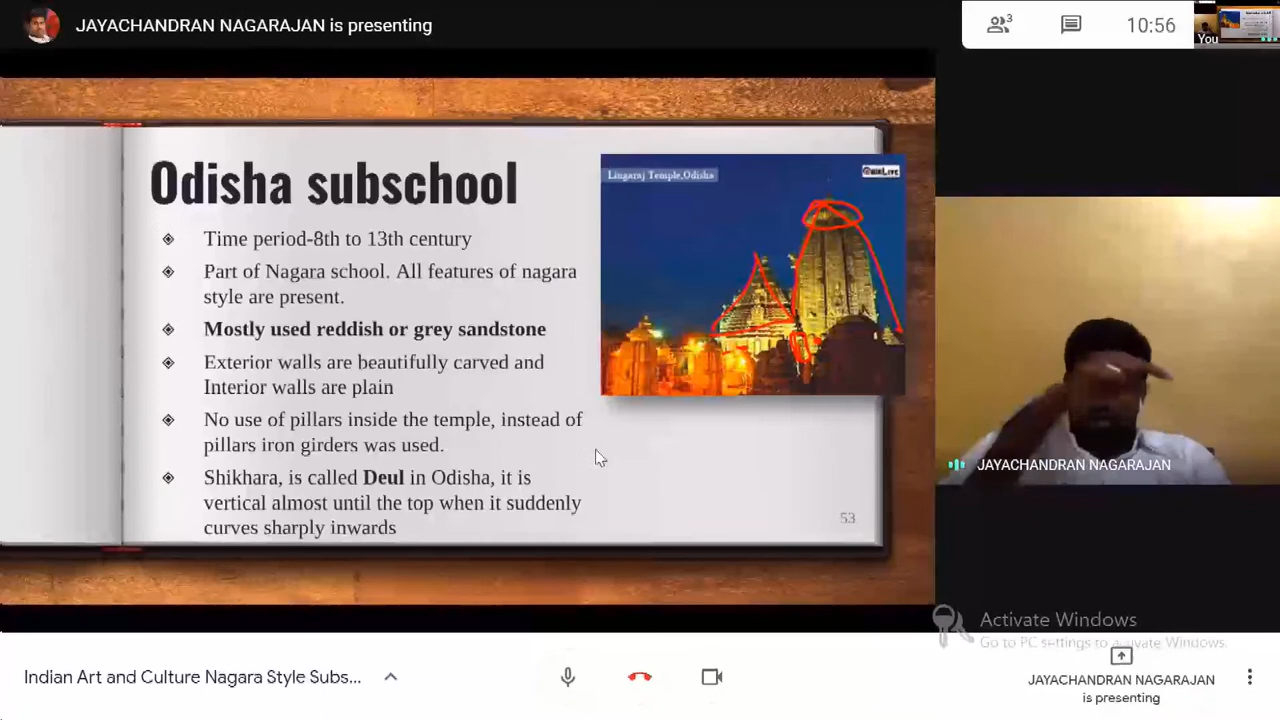 JAYACHANDRAN NAGARAJAN is presenting
3
10:56
You
Odisha subschool
Time period-8th to 13th century
Part of Nagara school. All features of nagara
style are present.
Mostly used reddish or grey sandstone
Exterior walls are beautifully carved and
Interior walls are plain
No use of pillars inside the temple, instead of
pillars iron girders was used.
Shikhara, is called Deul in Odisha, it is
vertical almost until the top when it suddenly
curves sharply inwards
Lingaraj Temple,Odisha
53
JAYACHANDRAN NAGARAJAN
Activate Windows
Go to PC settings to activate Windows.
Indian Art and Culture Nagara Style Subs...
JAYACHANDRAN NAGARAJAN
is presenting